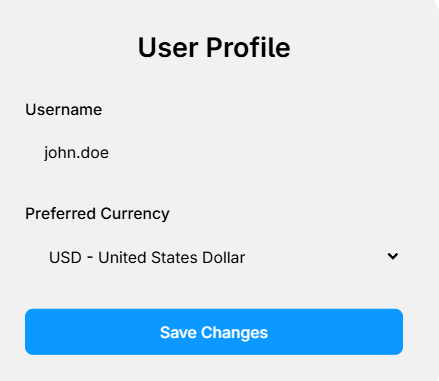 User Profile
Username
john.doe
Preferred Currency
USD - United States Dollar
Save Changes